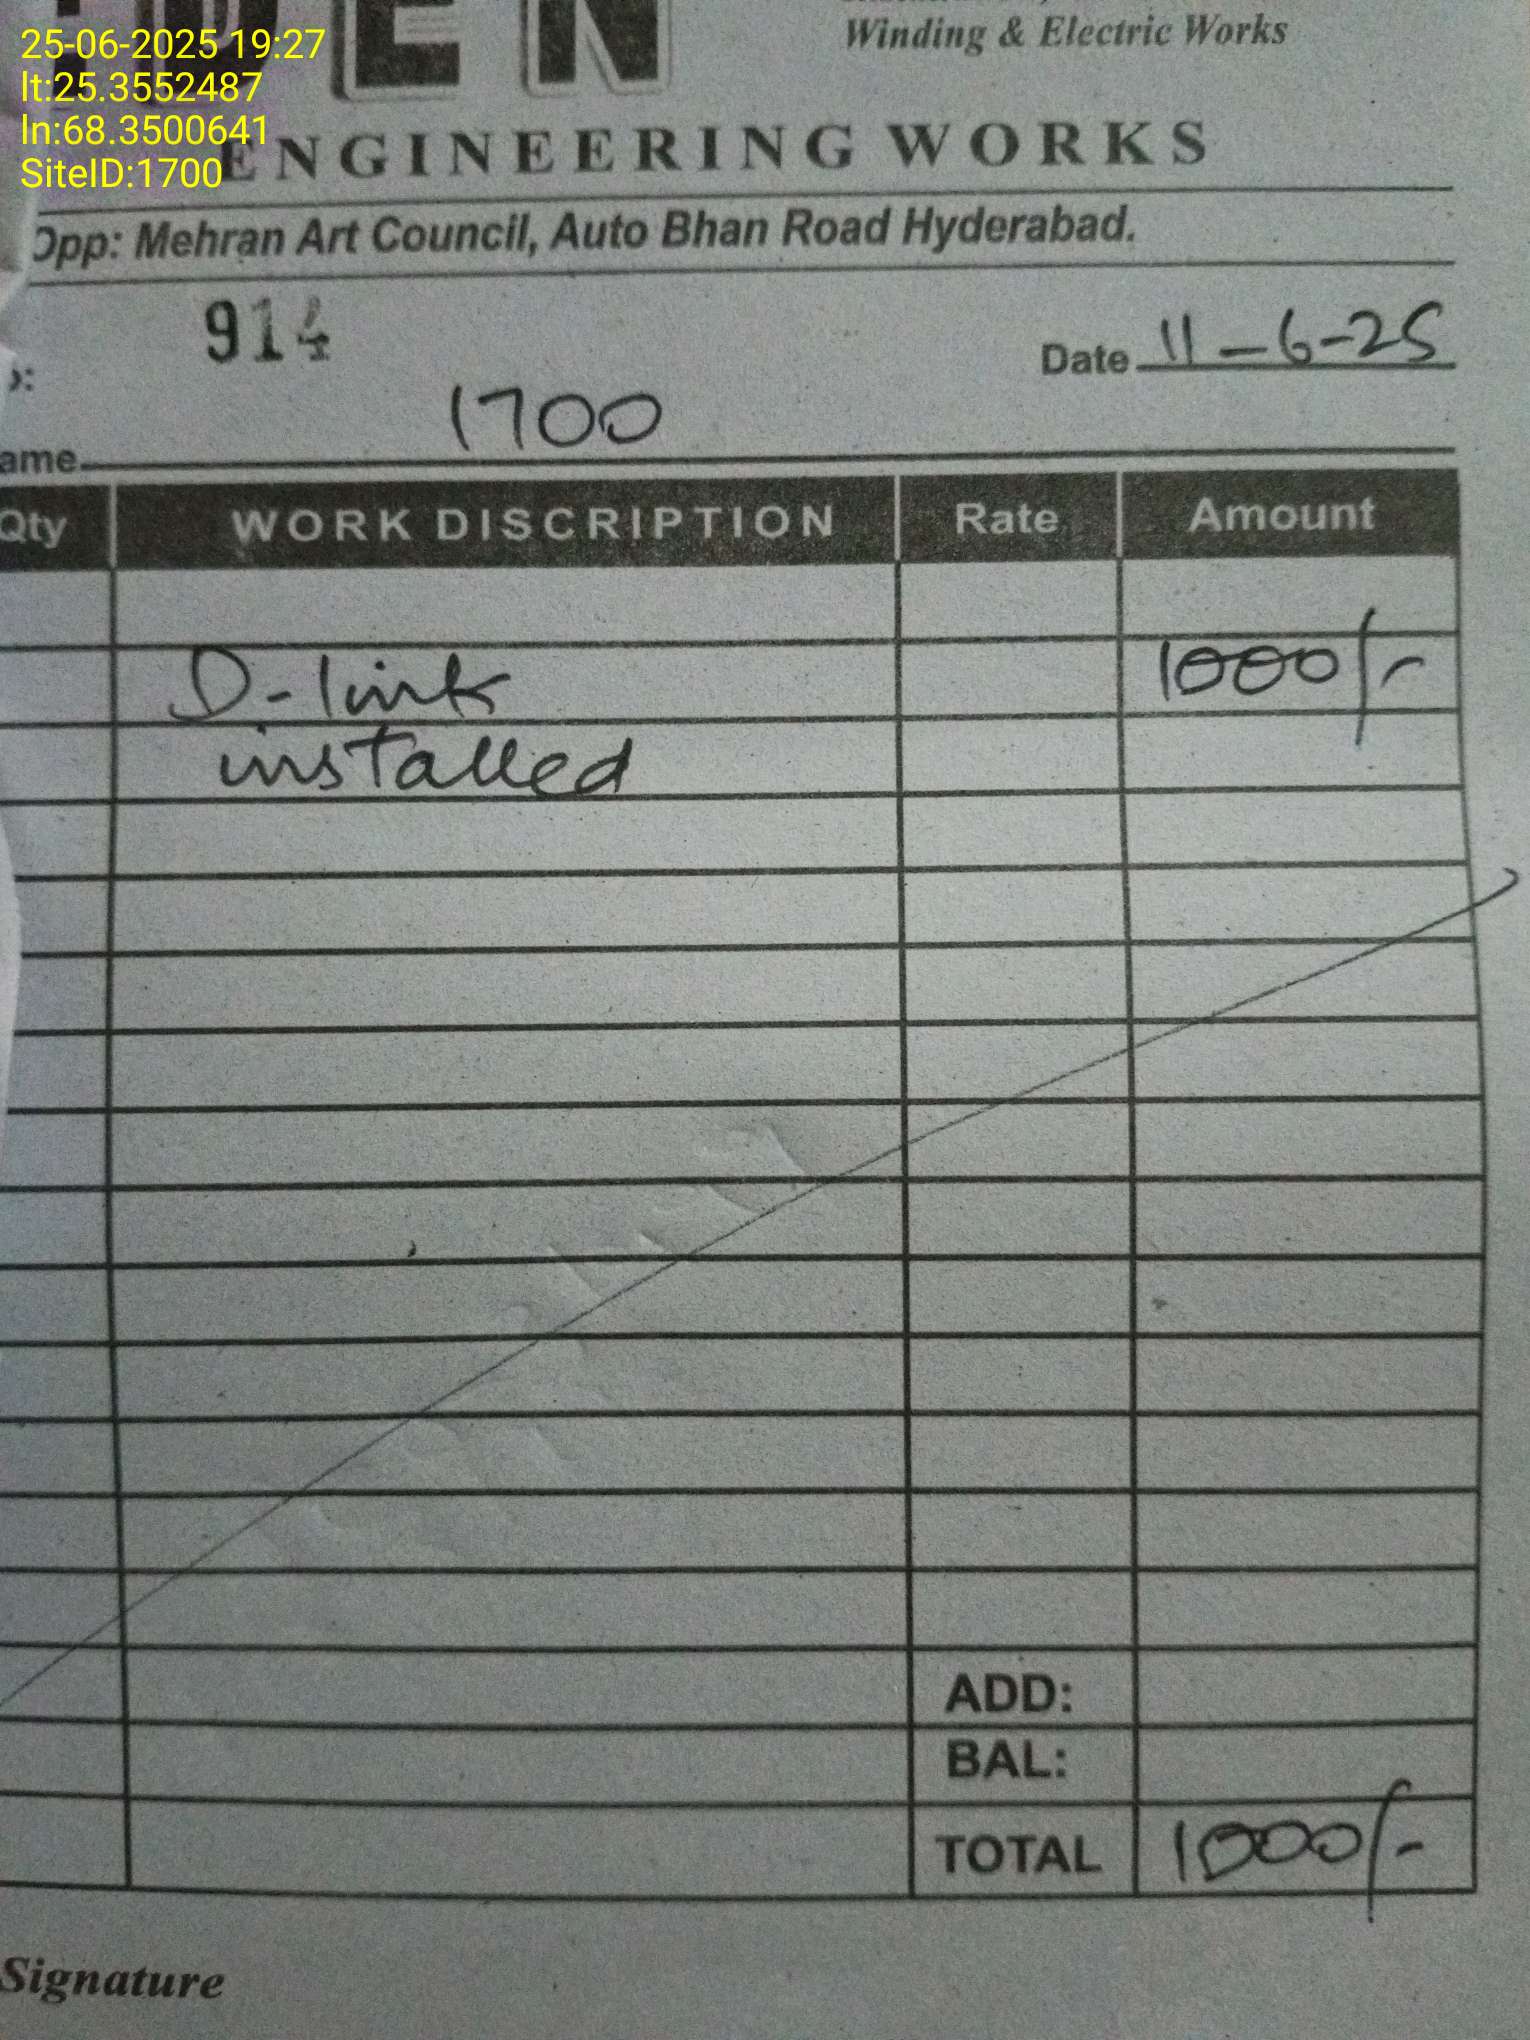 25-06-2025 19:27
lt:25.3552487
ln:68.3500641
SiteID:1700
Winding & Electric Works
ENGINEERING WORKS
Opp: Mehran Art Council, Auto Bhan Road Hyderabad.
914
Date 11-6-25
1700
Qty WORK DISCRIPTION Rate Amount
D-link 1000/-
installed
ADD:
BAL:
TOTAL 1000/-
Signature